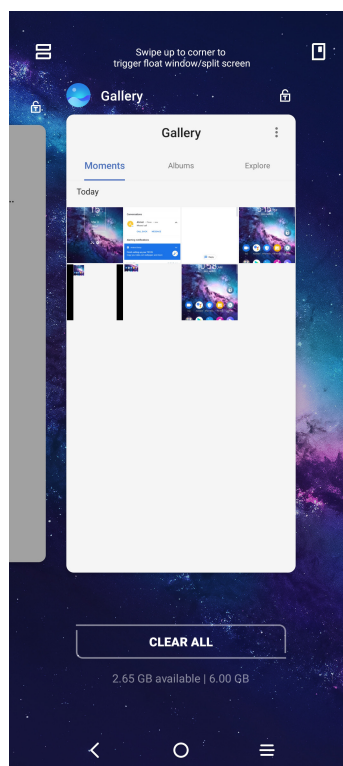 Swipe up to corner to
trigger float window/split screen
Gallery
Gallery
Moments
Albums
Explore
Today
CLEAR ALL
2.65 GB available | 6.00 GB